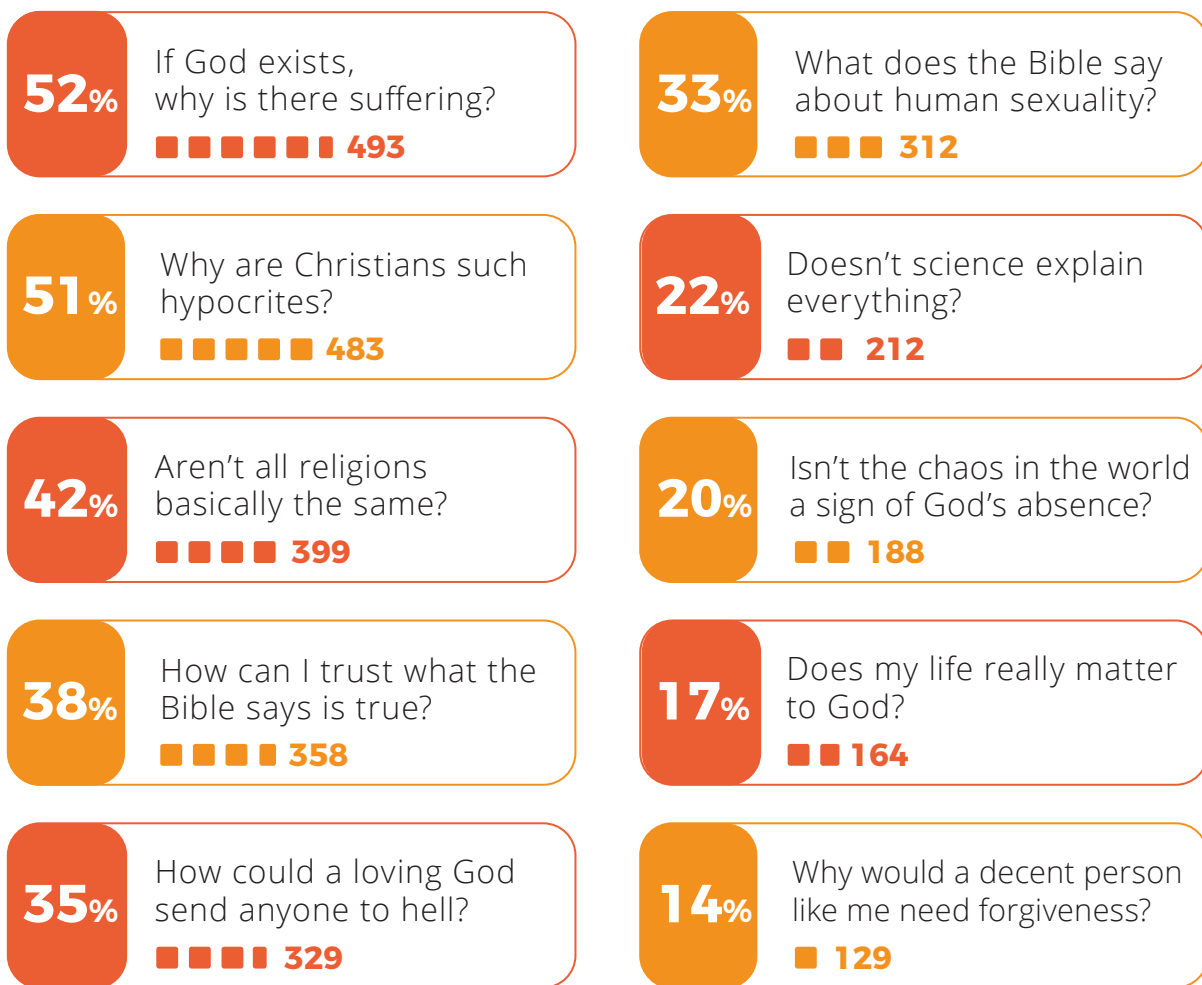 52%
If God exists,
why is there suffering?
493
51%
Why are Christians such
hypocrites?
483
42%
Aren’t all religions
basically the same?
399
38%
How can I trust what the
Bible says is true?
358
35%
How could a loving God
send anyone to hell?
329
33%
What does the Bible say
about human sexuality?
312
22%
Doesn’t science explain
everything?
212
20%
Isn’t the chaos in the world
a sign of God’s absence?
188
17%
Does my life really matter
to God?
164
14%
Why would a decent person
like me need forgiveness?
129